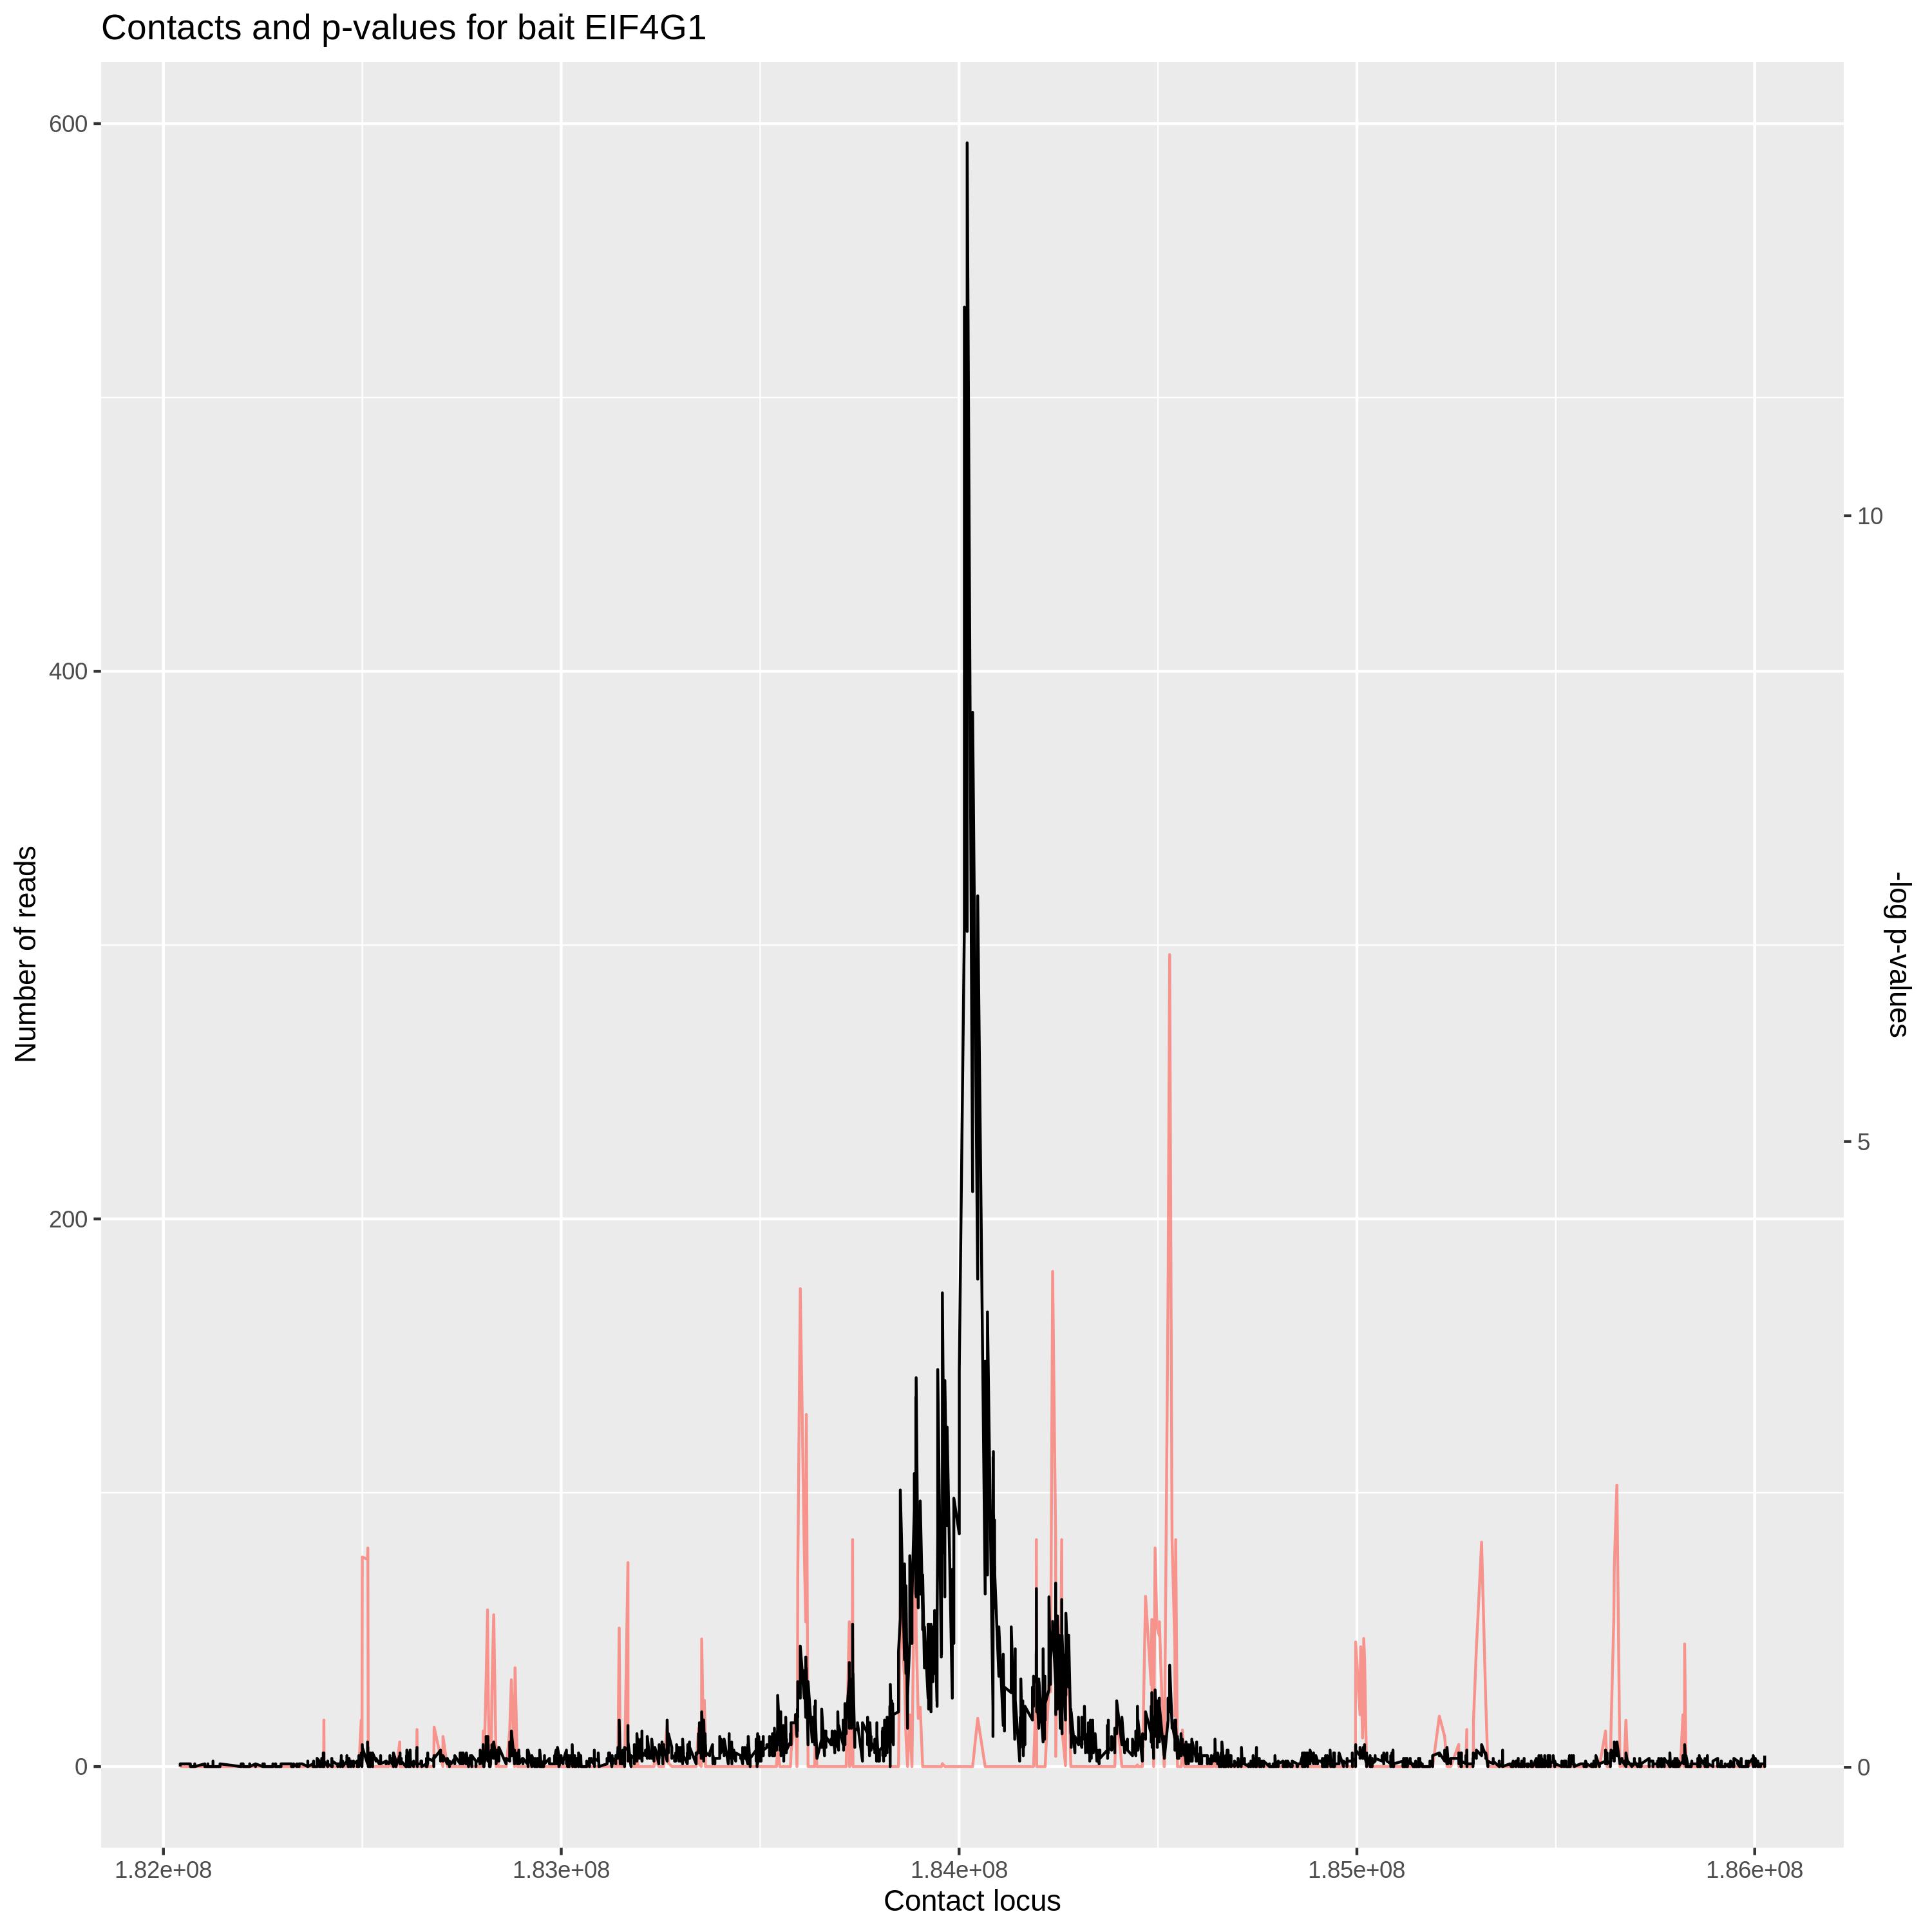 Contacts and p-values for bait EIF4G1
600
400
200
0
Number of reads
10
5
0
-log p-values
1.82e+08
1.83e+08
1.84e+08
1.85e+08
1.86e+08
Contact locus